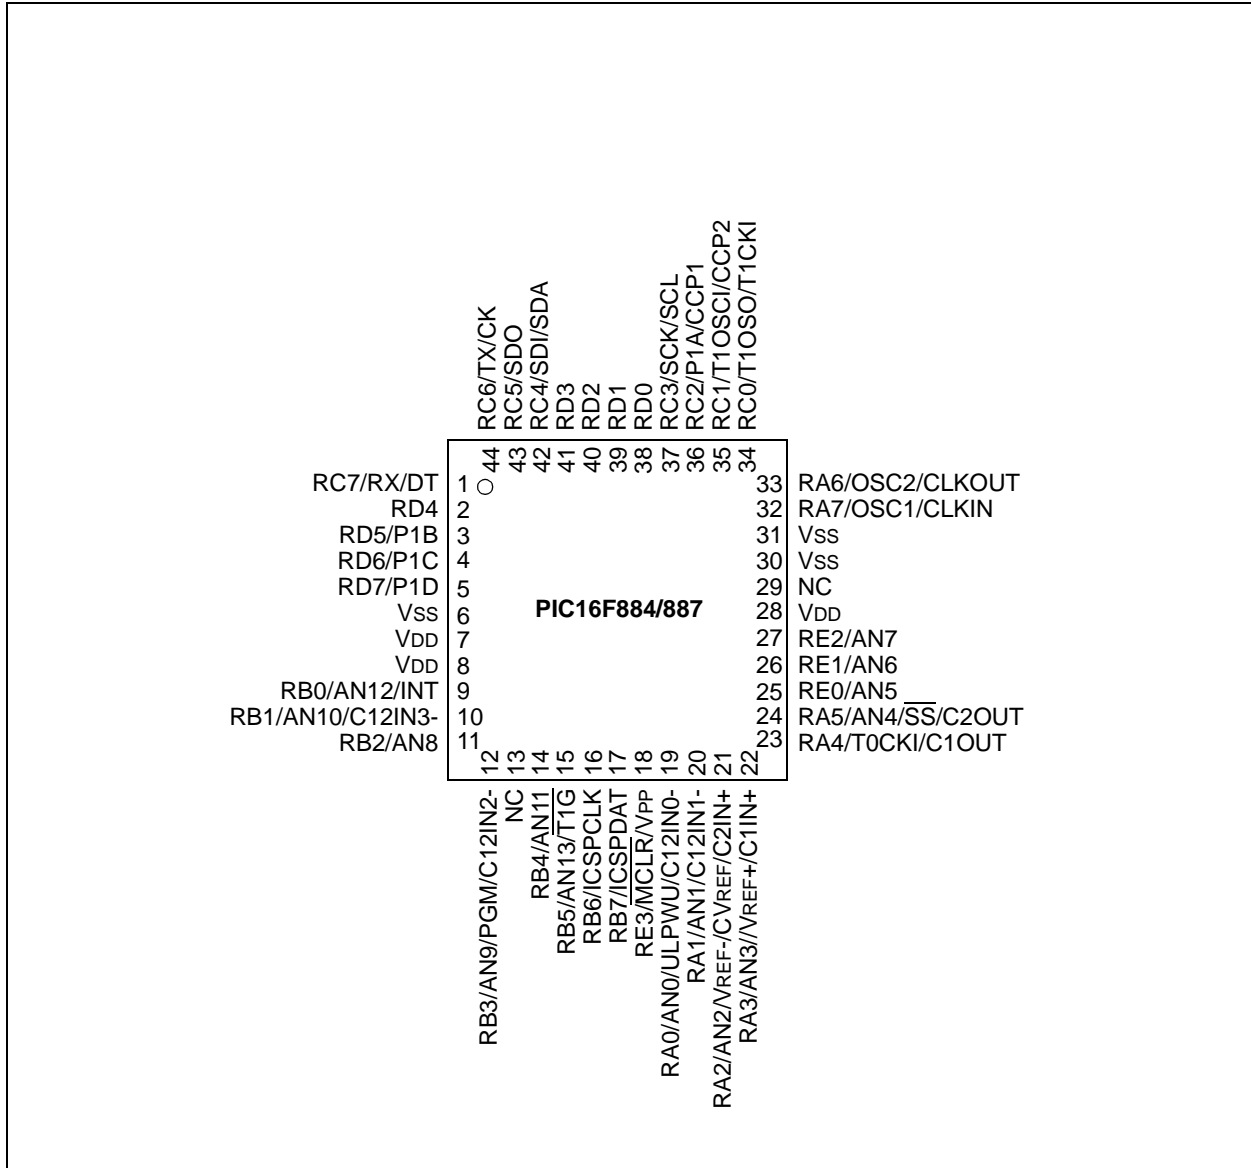 RC6/TX/CK
RC5/SDO
RC4/SDI/SDA
RD3
RD2
RD1
RD0
RC3/SCK/SCL
RC2/P1A/CCP1
RC1/T1OSCI/CCP2
RC0/T1OSO/T1CKI
44
43
42
41
40
39
38
37
36
35
34
RC7/RX/DT 1
RD4 2
RD5/P1B 3
RD6/P1C 4
RD7/P1D 5
VSS 6
VDD 7
VDD 8
RB0/AN12/INT 9
RB1/AN10/C12IN3- 10
RB2/AN8 11
PIC16F884/887
33 RA6/OSC2/CLKOUT
32 RA7/OSC1/CLKIN
31 VSS
30 VSS
29 NC
28 VDD
27 RE2/AN7
26 RE1/AN6
25 RE0/AN5
24 RA5/AN4/SS/C2OUT
23 RA4/T0CKI/C1OUT
12
13
14
15
16
17
18
19
20
21
22
RB3/AN9/PGM/C12IN2-
NC
RB4/AN11
RB5/AN13/T1G
RB6/ICSPCLK
RB7/ICSPDAT
RE3/MCLR/VPP
RA0/AN0/ULPWU/C12IN0-
RA1/AN1/C12IN1-
RA2/AN2/VREF-/CVREF/C2IN+
RA3/AN3//VREF+/C1IN+